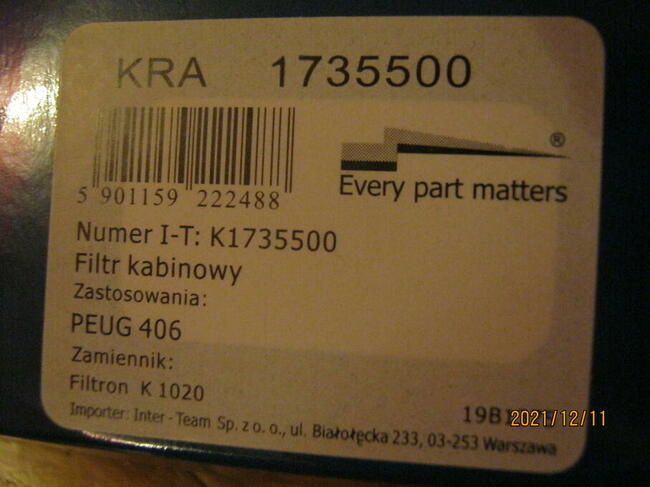 KRA 1735500
®
Every part matters
5 901159 222488
Numer I-T: K1735500
Filtr kabinowy
Zastosowania:
PEUG 406
Zamiennik:
Filtron K 1020
19B
2021/12/11
Importer: Inter - Team Sp. z o. o., ul. Białołęcka 233, 03-253 Warszawa